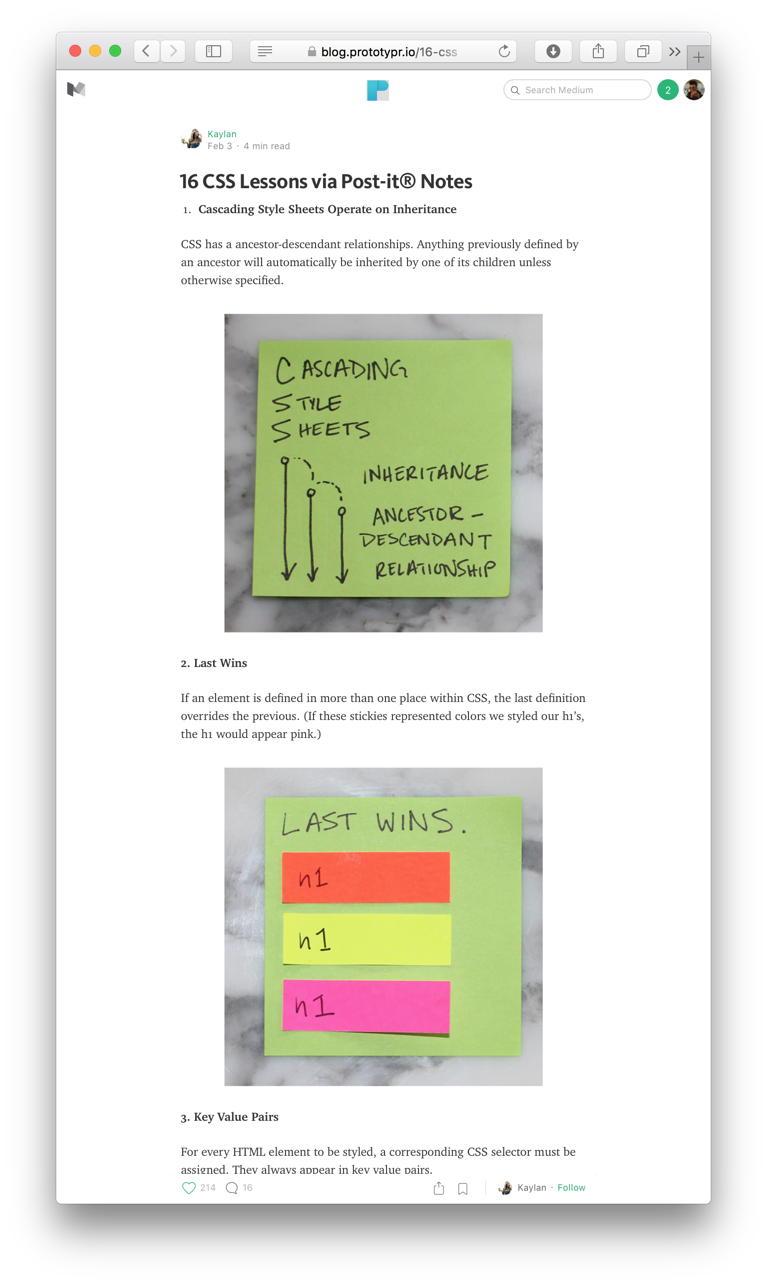 blog.prototypr.io/16-css
Search Medium
2
Kaylan
Feb 3 · 4 min read
16 CSS Lessons via Post-it® Notes
1. Cascading Style Sheets Operate on Inheritance
CSS has a ancestor-descendant relationships. Anything previously defined by
an ancestor will automatically be inherited by one of its children unless
otherwise specified.
CASCADING
STYLE
SHEETS
INHERITANCE
ANCESTOR –
DESCENDANT
RELATIONSHIP
2. Last Wins
If an element is defined in more than one place within CSS, the last definition
overrides the previous. (If these stickies represented colors we styled our h1’s,
the h1 would appear pink.)
LAST WINS.
h1
h1
h1
3. Key Value Pairs
For every HTML element to be styled, a corresponding CSS selector must be
assigned. They always appear in key value pairs.
214
16
Kaylan · Follow